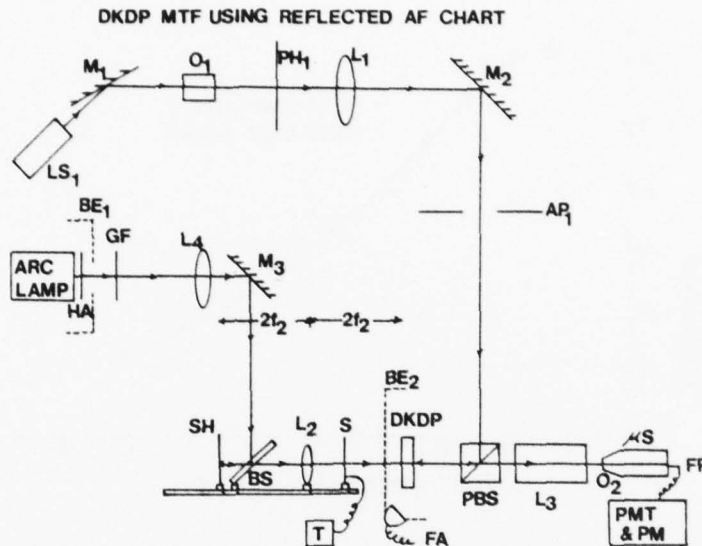 DKDP MTF USING REFLECTED AF CHART
M1
O1
PH1
L1
M2
LS1
BE1
GF
L4
M3
AP1
ARC
LAMP
HA
2f2
2f2
BE2
SH
L2
S
DKDP
μS
BS
PBS
L3
O2
FP
T
FA
PMT
& PM